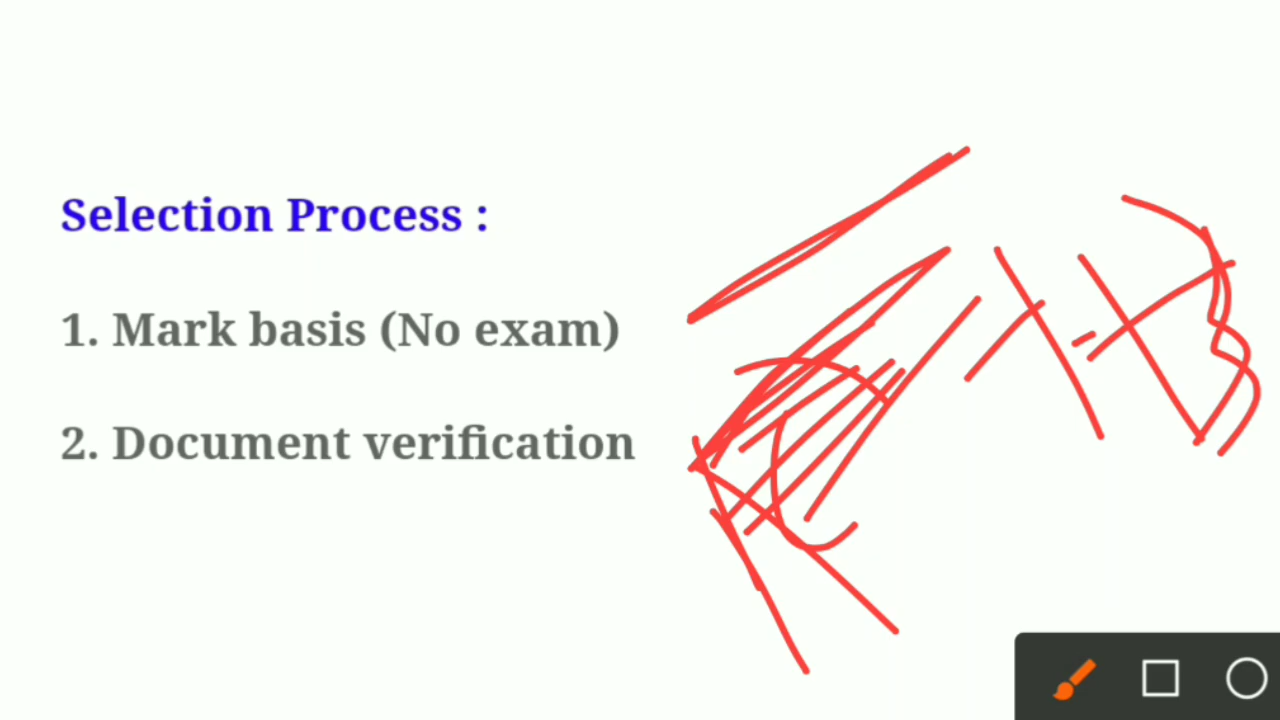 Selection Process :
1. Mark basis (No exam)
2. Document verification